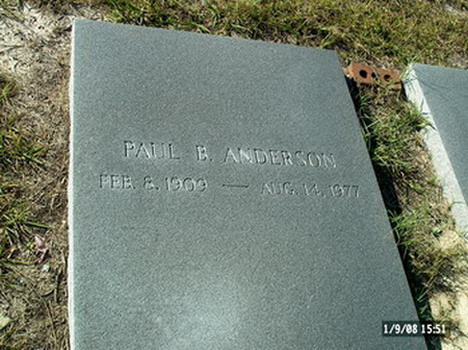 PAUL B. ANDERSON
FEB. 8, 1909 — AUG. 14, 1977
1/9/08 15:51